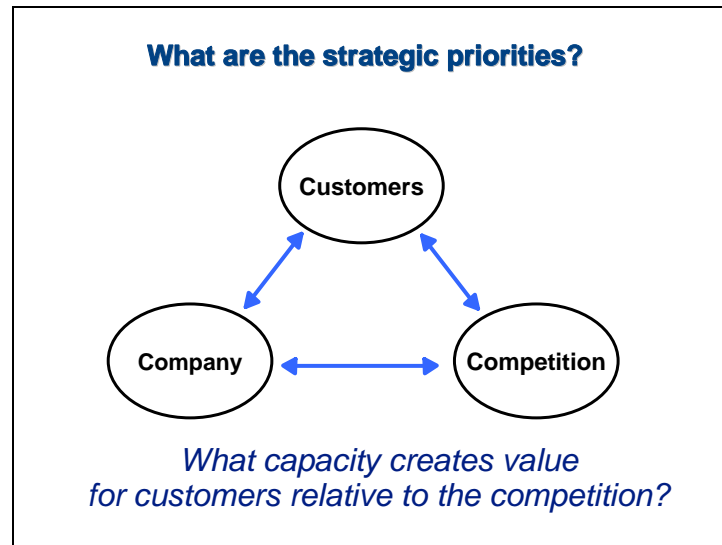 What are the strategic priorities?
Customers
Company
Competition
What capacity creates value
for customers relative to the competition?